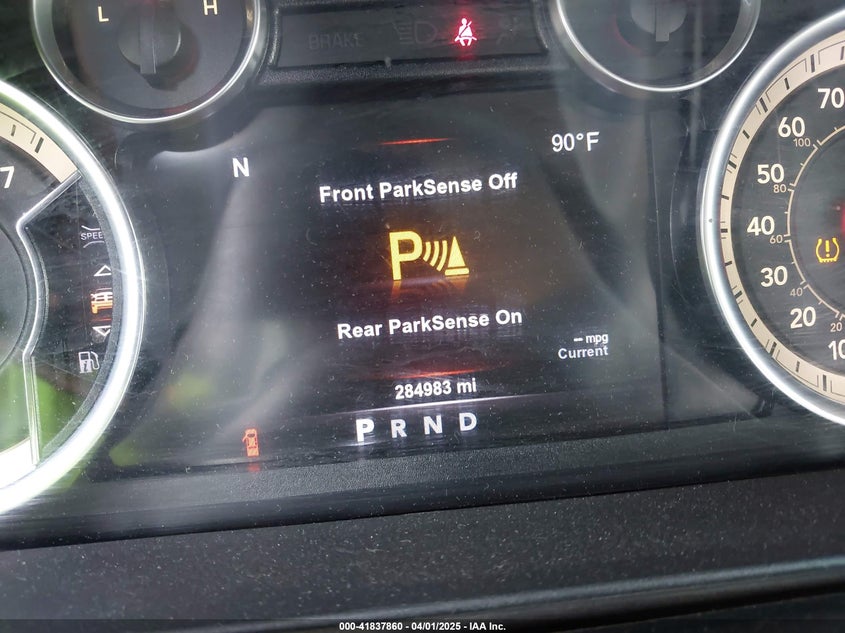 L H
BRAKE
N
90°F
Front ParkSense Off
P
Rear ParkSense On
-- mpg
Current
284983 mi
P R N D
7
SPEED
70
60
100
50
80
40
60
30
40
20
20
10
000-41837860 - 04/01/2025 - IAA Inc.